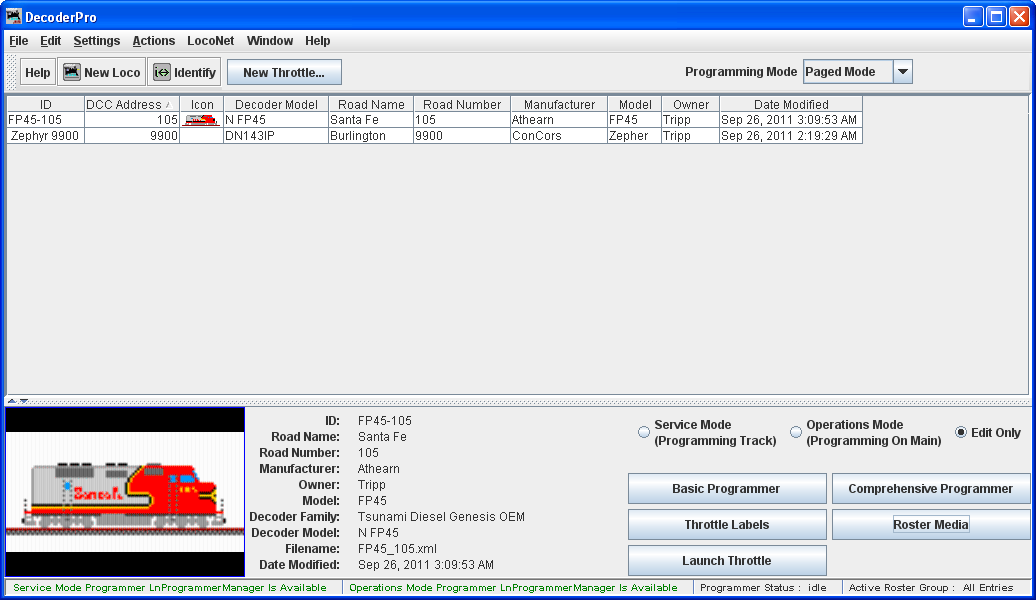 DecoderPro
File Edit Settings Actions LocoNet Window Help
Help New Loco Identify New Throttle... Programming Mode Paged Mode
ID DCC Address Icon Decoder Model Road Name Road Number Manufacturer Model Owner Date Modified
FP45-105 105 N FP45 Santa Fe 105 Athearn FP45 Tripp Sep 26, 2011 3:09:53 AM
Zephyr 9900 9900 DN143IP Burlington 9900 ConCors Zepher Tripp Sep 26, 2011 2:19:29 AM
Santa Fe
ID: FP45-105
Road Name: Santa Fe
Road Number: 105
Manufacturer: Athearn
Owner: Tripp
Model: FP45
Decoder Family: Tsunami Diesel Genesis OEM
Decoder Model: N FP45
Filename: FP45_105.xml
Date Modified: Sep 26, 2011 3:09:53 AM
Service Mode
(Programming Track)
Operations Mode
(Programming On Main)
Edit Only
Basic Programmer Comprehensive Programmer
Throttle Labels Roster Media
Launch Throttle
Service Mode Programmer LnProgrammerManager Is Available Operations Mode Programmer LnProgrammerManager Is Available Programmer Status : idle Active Roster Group : All Entries